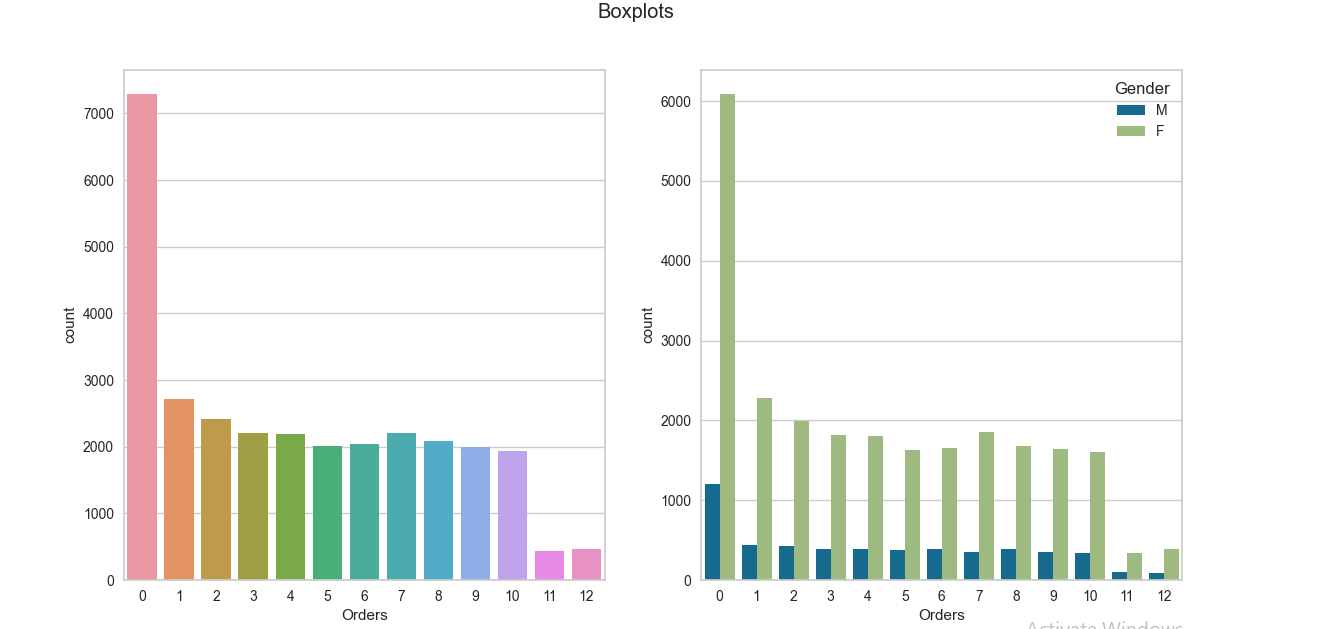 Boxplots
7000
6000
5000
4000
3000
2000
1000
0
count
0 1 2 3 4 5 6 7 8 9 10 11 12
Orders
6000
5000
4000
3000
2000
1000
0
count
Gender
M
F
0 1 2 3 4 5 6 7 8 9 10 11 12
Orders
Activate Windows